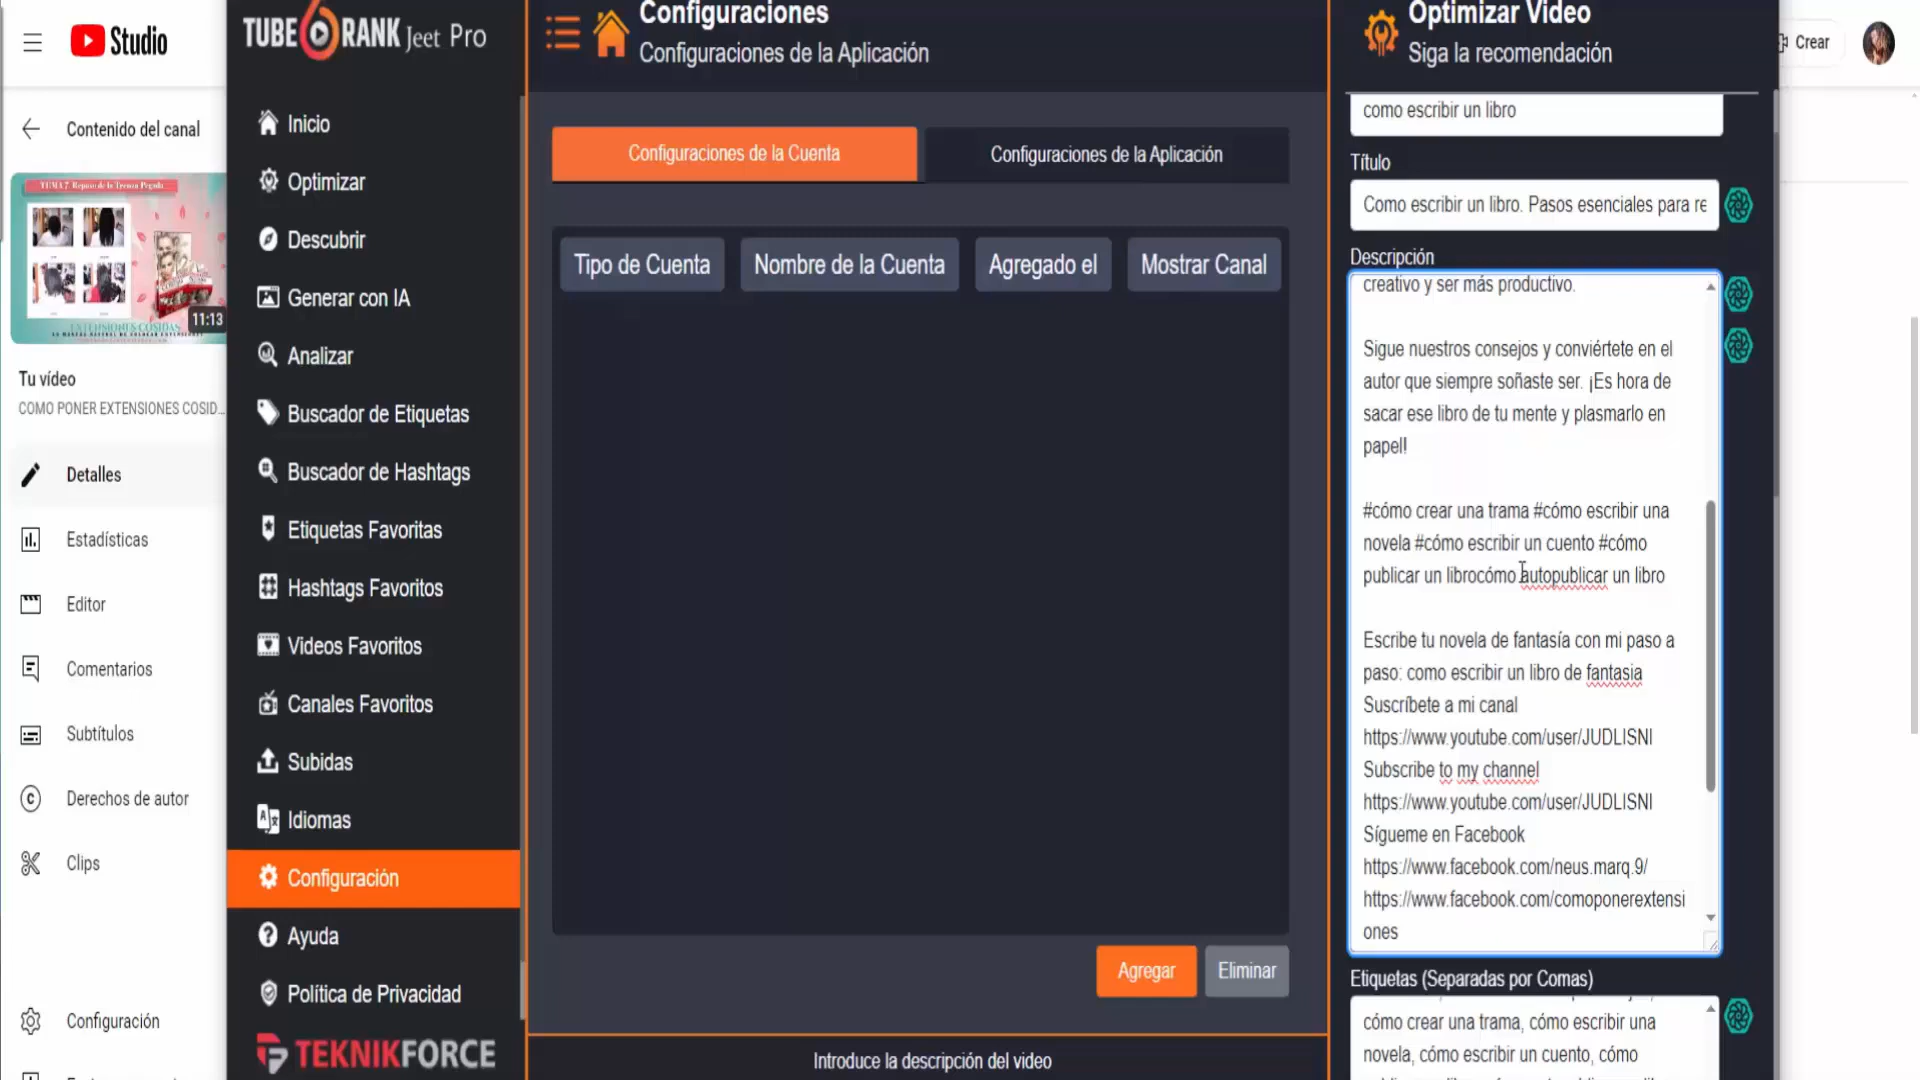 Studio
Contenido del canal
TEMA 7. Repaso de la Trenza Pegada
EXTENSIONES COSIDAS
11:13
Tu vídeo
COMO PONER EXTENSIONES COSID...
Detalles
Estadísticas
Editor
Comentarios
Subtítulos
Derechos de autor
Clips
Configuración
TUBE RANK Jeet Pro
Inicio
Optimizar
Descubrir
Generar con IA
Analizar
Buscador de Etiquetas
Buscador de Hashtags
Etiquetas Favoritas
Hashtags Favoritos
Videos Favoritos
Canales Favoritos
Subidas
Idiomas
Configuración
Ayuda
Política de Privacidad
TEKNIKFORCE
Configuraciones
Configuraciones de la Aplicación
Configuraciones de la Cuenta
Configuraciones de la Aplicación
Tipo de Cuenta
Nombre de la Cuenta
Agregado el
Mostrar Canal
Agregar
Eliminar
Introduce la descripción del video
Optimizar Video
Siga la recomendación
como escribir un libro
Título
Como escribir un libro. Pasos esenciales para re
Descripción
creativo y ser más productivo.
Sigue nuestros consejos y conviértete en el
autor que siempre soñaste ser. ¡Es hora de
sacar ese libro de tu mente y plasmarlo en
papel!
#cómo crear una trama #cómo escribir una
novela #cómo escribir un cuento #cómo
publicar un librocómo autopublicar un libro
Escribe tu novela de fantasía con mi paso a
paso: como escribir un libro de fantasia
Suscríbete a mi canal
https://www.youtube.com/user/JUDLISNI
Subscribe to my channel
https://www.youtube.com/user/JUDLISNI
Sígueme en Facebook
https://www.facebook.com/neus.marq.9/
https://www.facebook.com/comoponerextensi
ones
Etiquetas (Separadas por Comas)
cómo crear una trama, cómo escribir una
novela, cómo escribir un cuento, cómo
Crear